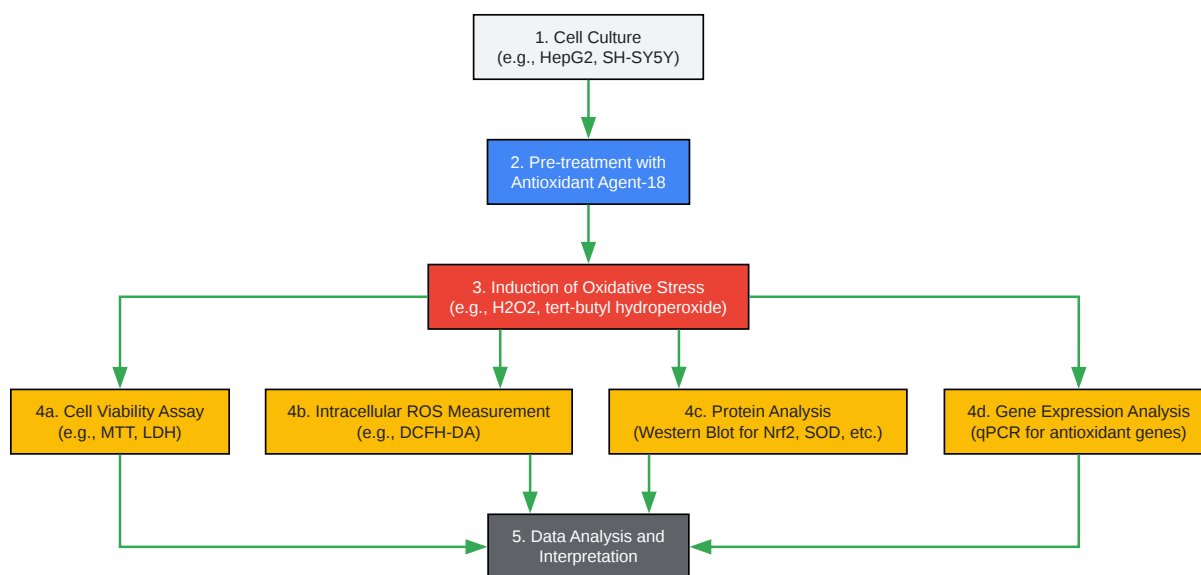 1. Cell Culture
(e.g., HepG2, SH-SY5Y)
2. Pre-treatment with
Antioxidant Agent-18
3. Induction of Oxidative Stress
(e.g., H2O2, tert-butyl hydroperoxide)
4a. Cell Viability Assay
(e.g., MTT, LDH)
4b. Intracellular ROS Measurement
(e.g., DCFH-DA)
4c. Protein Analysis
(Western Blot for Nrf2, SOD, etc.)
4d. Gene Expression Analysis
(qPCR for antioxidant genes)
5. Data Analysis and
Interpretation